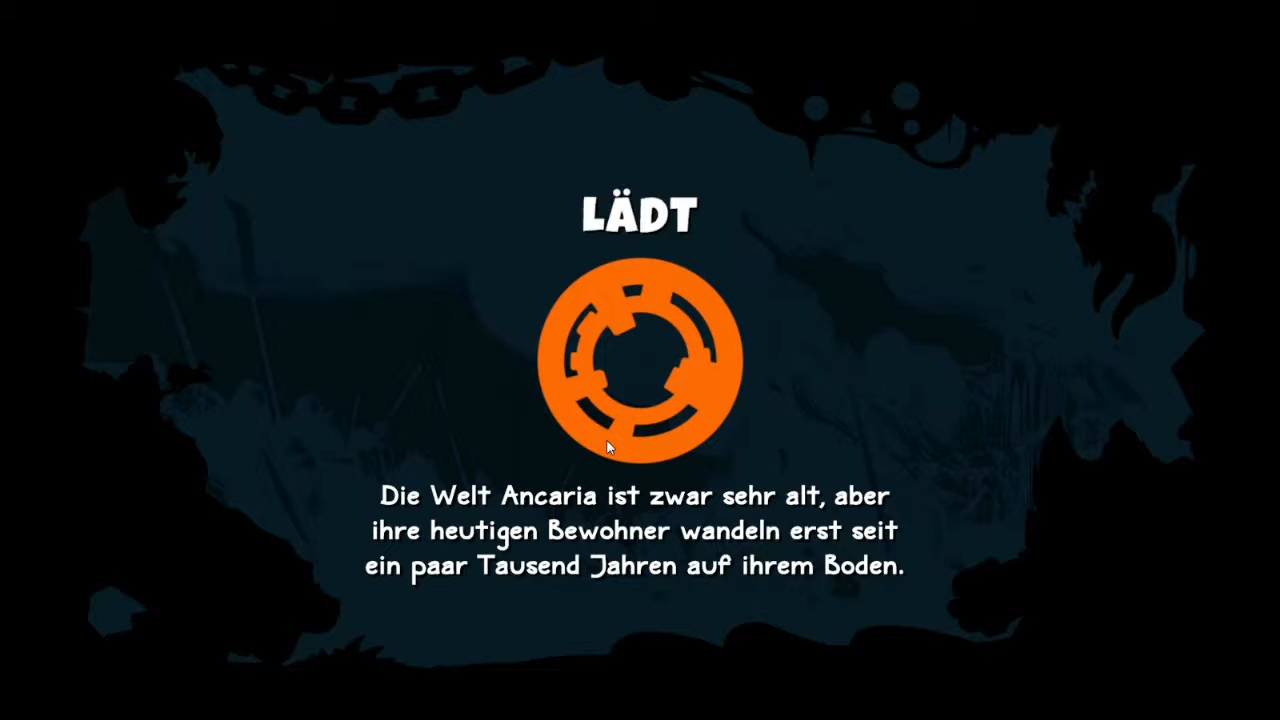 LÄDT
Die Welt Ancaria ist zwar sehr alt, aber
ihre heutigen Bewohner wandeln erst seit
ein paar Tausend Jahren auf ihrem Boden.